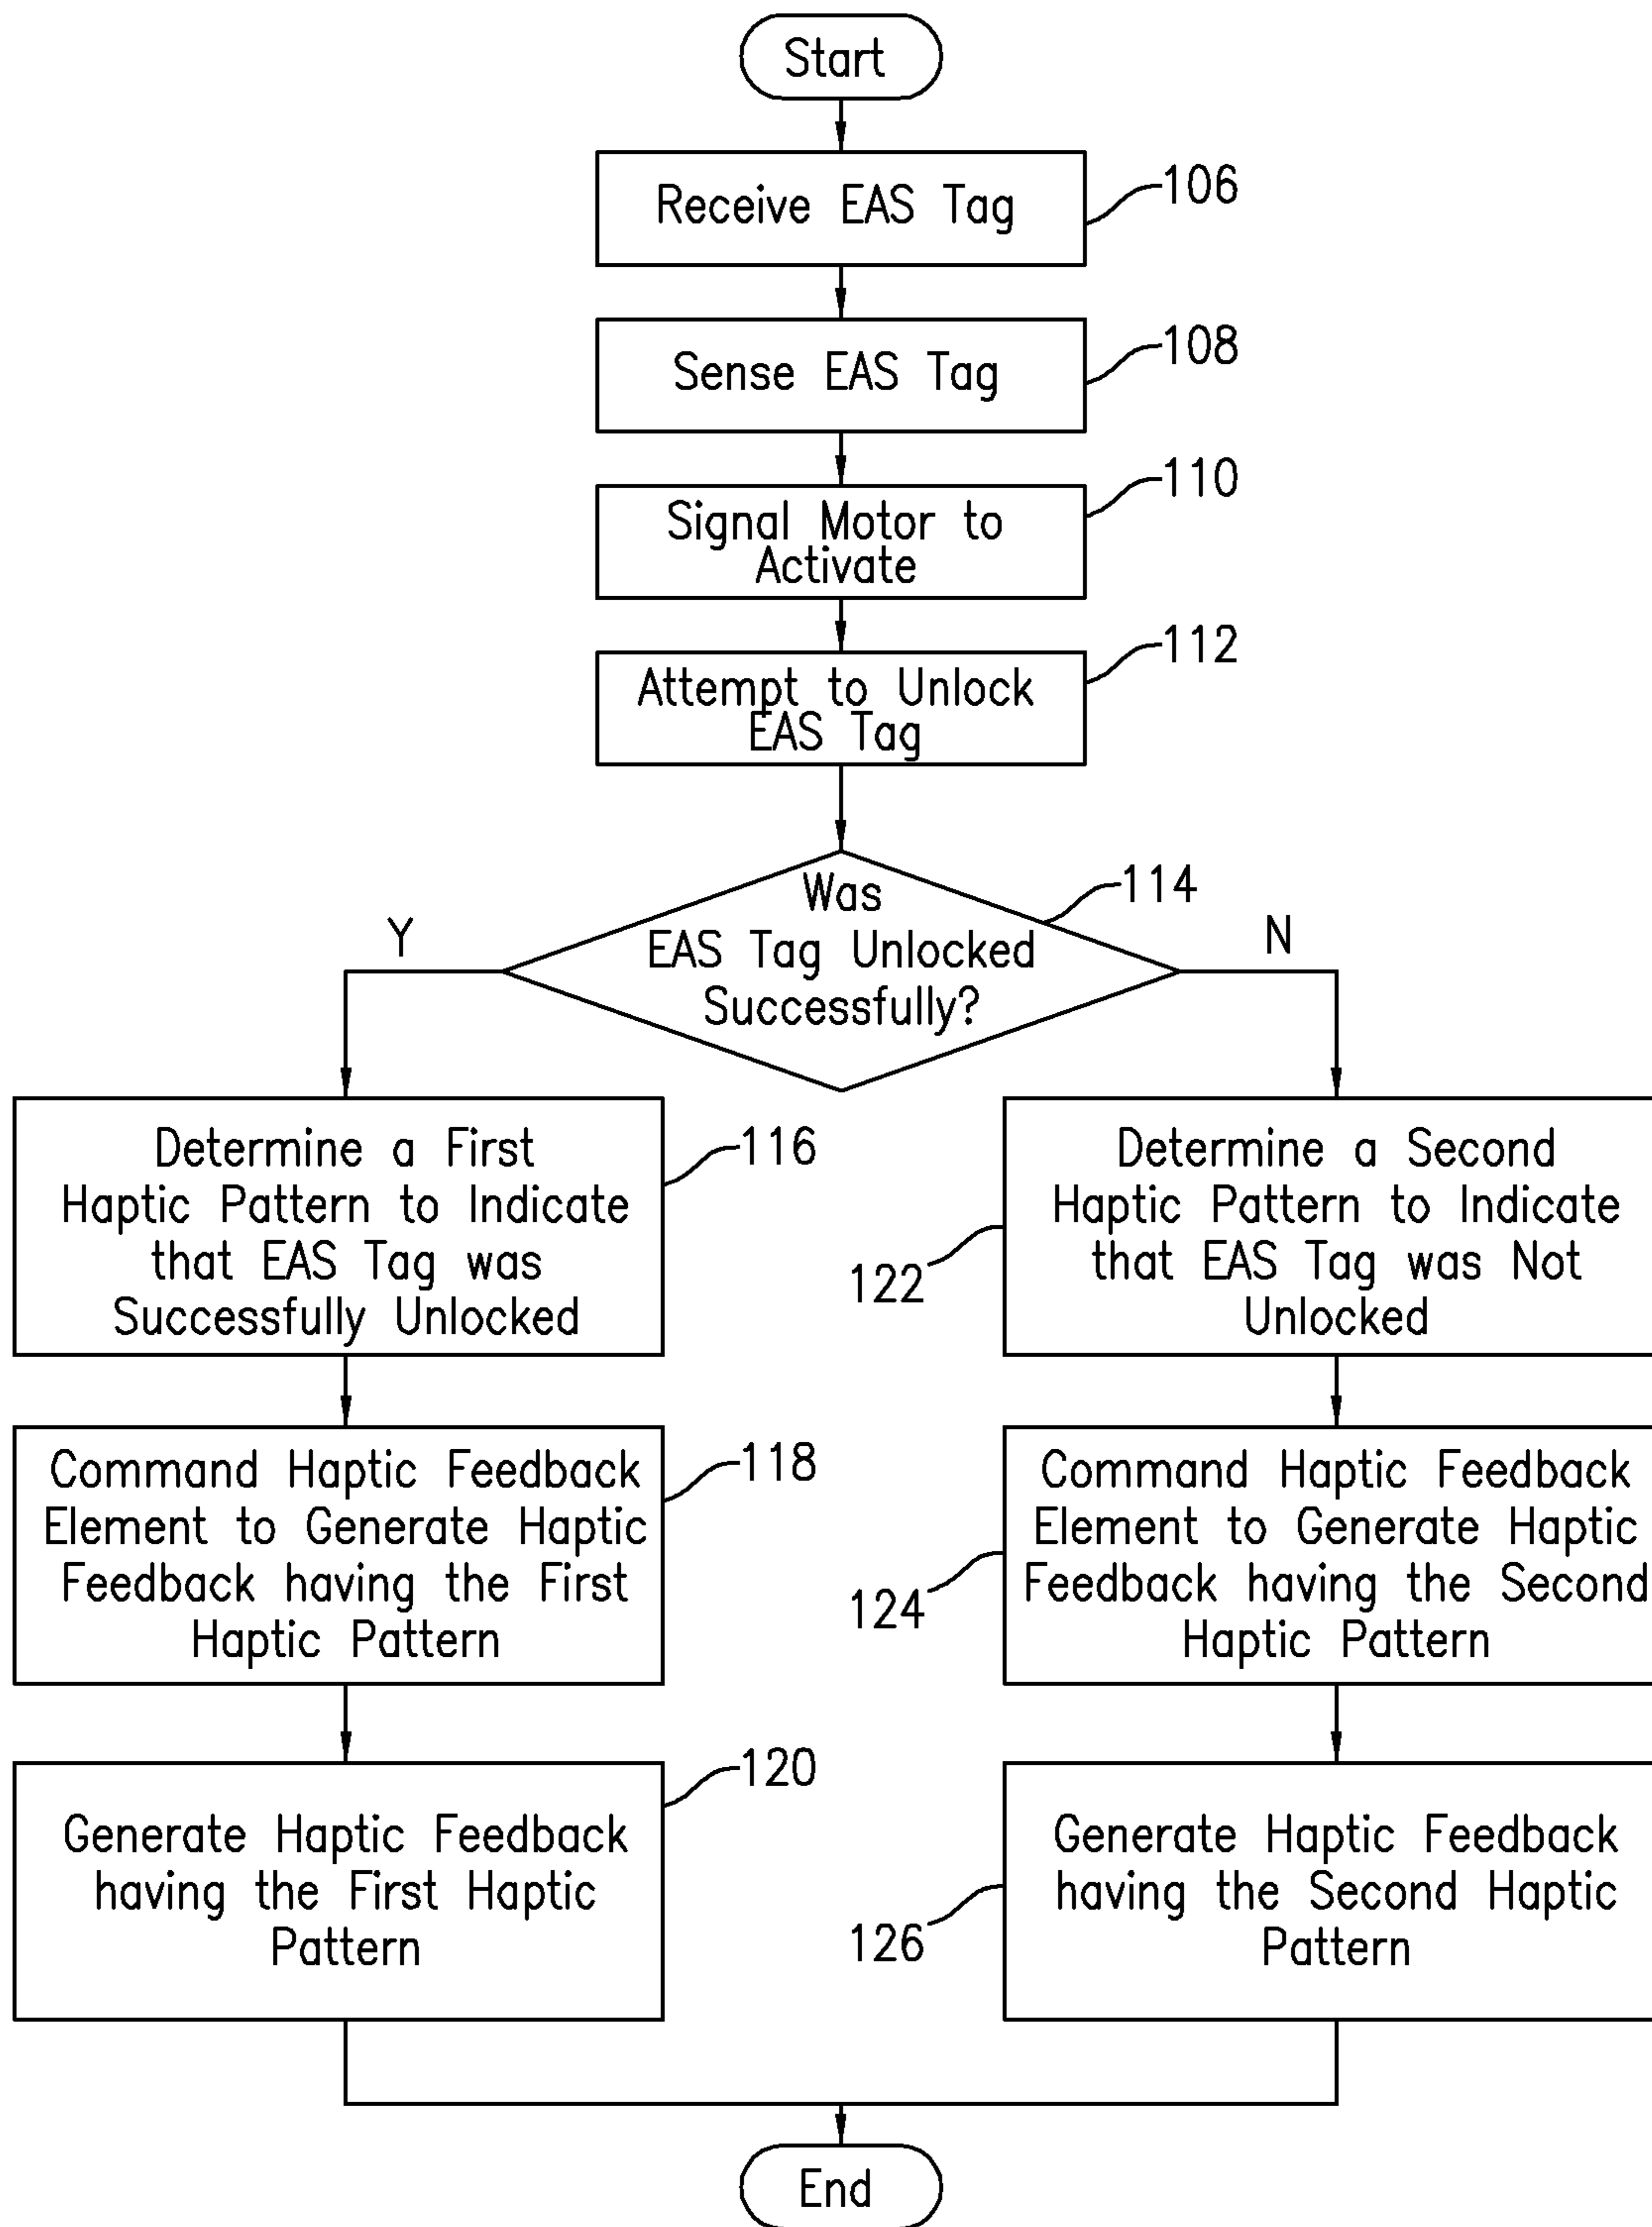 Start
Receive EAS Tag
106
Sense EAS Tag
108
Signal Motor to
Activate
110
Attempt to Unlock
EAS Tag
112
Was
EAS Tag Unlocked
Successfully?
114
Y
N
Determine a First
Haptic Pattern to Indicate
that EAS Tag was
Successfully Unlocked
116
Determine a Second
Haptic Pattern to Indicate
that EAS Tag was Not
Unlocked
122
Command Haptic Feedback
Element to Generate Haptic
Feedback having the First
Haptic Pattern
118
Command Haptic Feedback
Element to Generate Haptic
Feedback having the Second
Haptic Pattern
124
Generate Haptic Feedback
having the First Haptic
Pattern
120
Generate Haptic Feedback
having the Second Haptic
Pattern
126
End